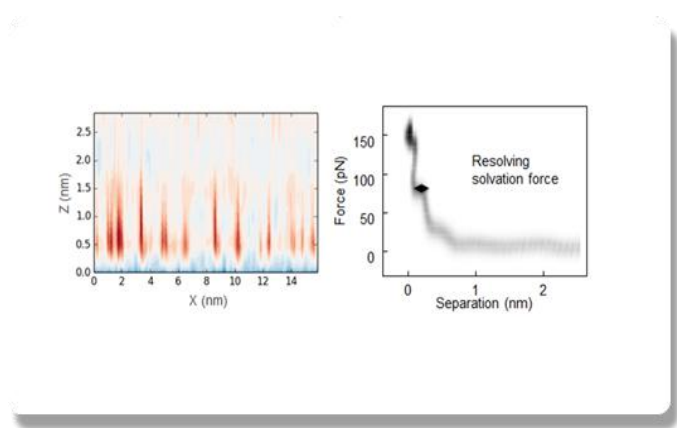 2.5
2.0
1.5
1.0
0.5
0.0
Z (nm)
0 2 4 6 8 10 12 14
X (nm)
150
100
50
0
Force (pN)
Resolving
solvation force
0 1 2
Separation (nm)